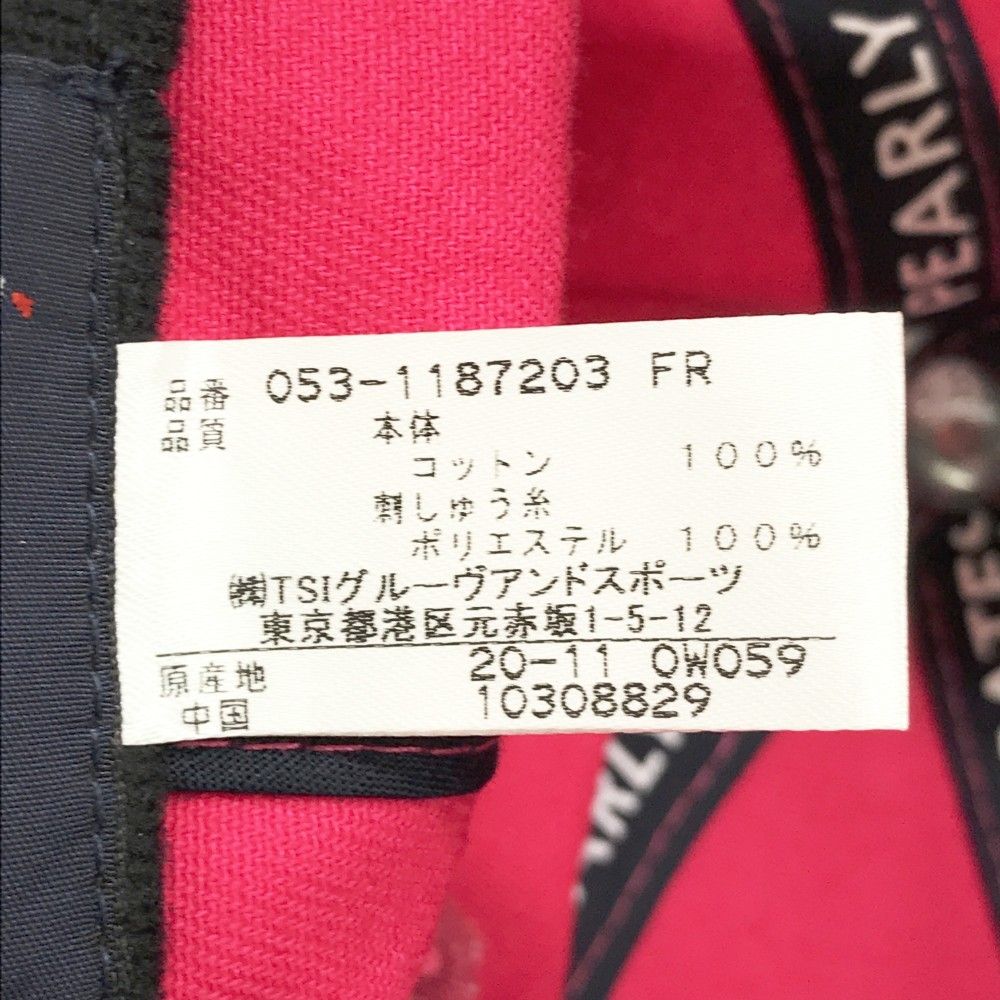 品番 053-1187203 FR
品質 本体
コットン 100%
刺しゅう糸
ポリエステル 100%
㈱TSIグルーヴアンドスポーツ
東京都港区元赤坂1-5-12
原産地 20-11 0W059
中国 10308829
PEARLY